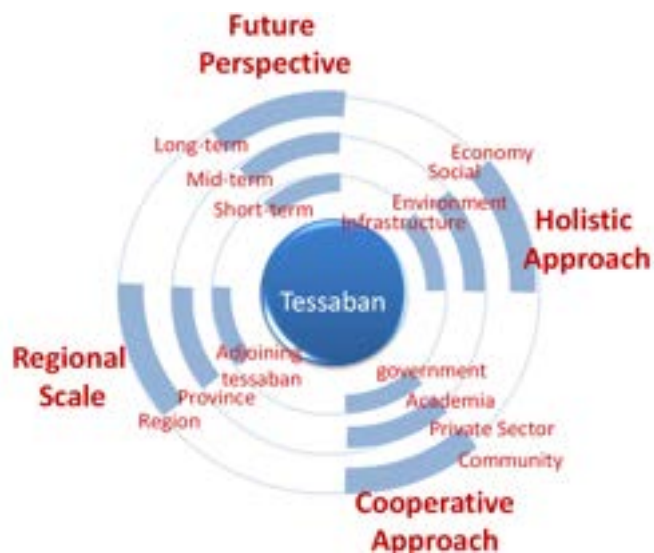 Future
Perspective
Long-term
Mid-term
Short-term
Economy
Social
Environment
Infrastructure
Holistic
Approach
Tessaban
Regional
Scale
Adjoining
tessaban
Province
Region
government
Academia
Private Sector
Community
Cooperative
Approach